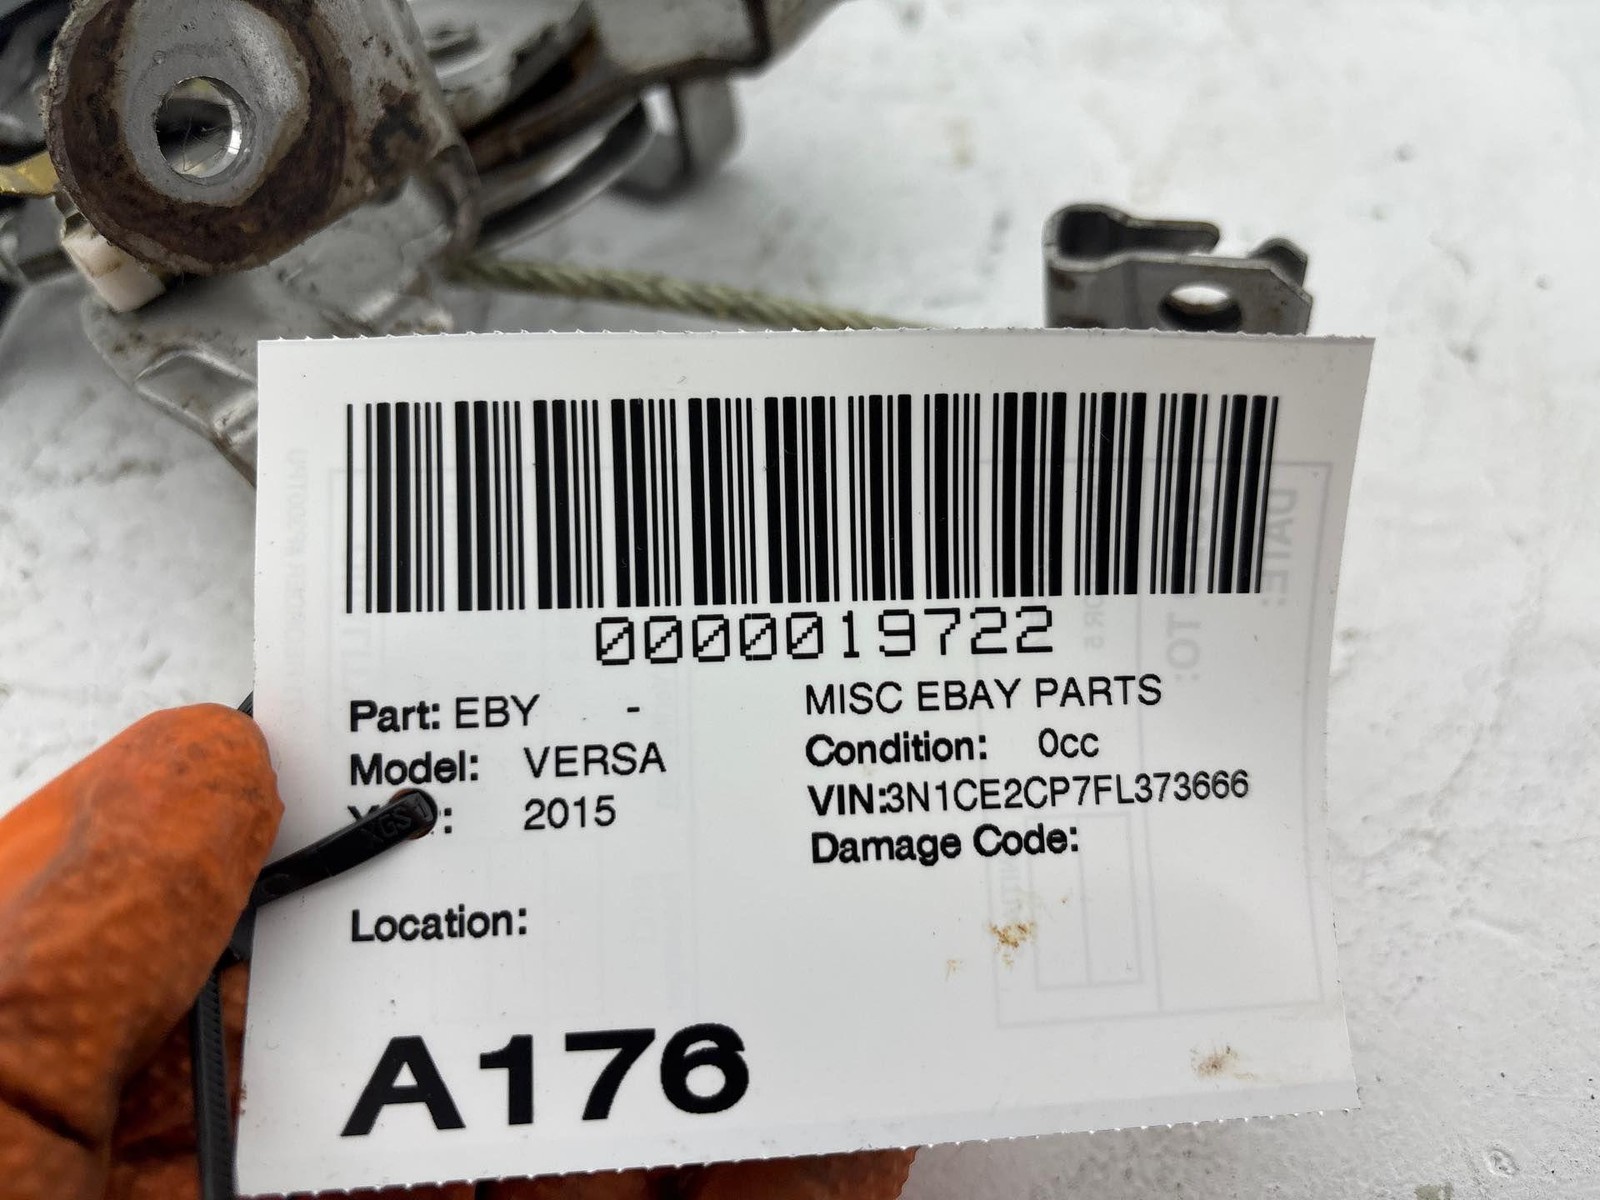 0000019722
Part: EBY - MISC EBAY PARTS
Model: VERSA Condition: 0cc
2015 VIN:3N1CE2CP7FL373666
Damage Code:
Location:
A176